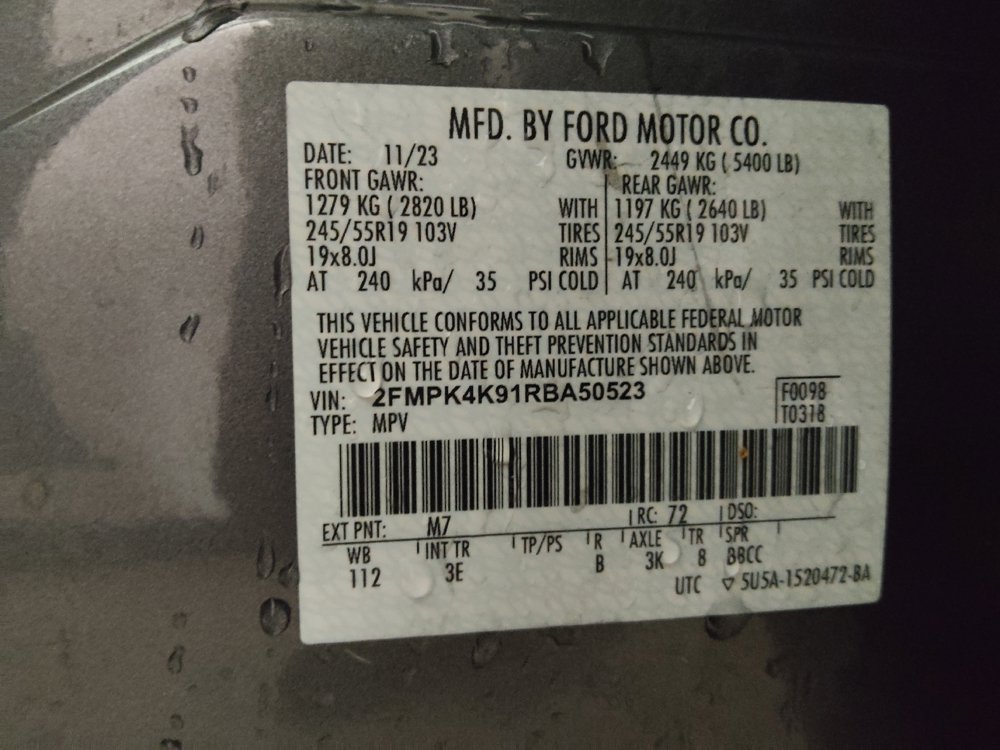 MFD. BY FORD MOTOR CO.
DATE: 11/23 GVWR: 2449 KG ( 5400 LB)
FRONT GAWR: REAR GAWR:
1279 KG ( 2820 LB) WITH 1197 KG ( 2640 LB) WITH
245/55R19 103V TIRES 245/55R19 103V TIRES
19x8.0J RIMS 19x8.0J RIMS
AT 240 kPa/ 35 PSI COLD AT 240 kPa/ 35 PSI COLD
THIS VEHICLE CONFORMS TO ALL APPLICABLE FEDERAL MOTOR
VEHICLE SAFETY AND THEFT PREVENTION STANDARDS IN
EFFECT ON THE DATE OF MANUFACTURE SHOWN ABOVE.
VIN: 2FMPK4K91RBA50523 F0098
TYPE: MPV T0318
EXT PNT: M7 RC: 72 DSO:
WB INT TR TP/PS R AXLE TR SPR
112 3E B 3K 8 BBCC
UTC ▽ 5U5A-1520472-BA